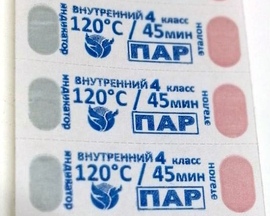 индикатор
ВНУТРЕННИЙ 4 класс
120°С / 45мин
ПАР
эталон
индикатор
ВНУТРЕННИЙ 4 класс
120°С / 45мин
ПАР
эталон
индикатор
ВНУТРЕННИЙ 4 класс
120°С / 45мин
ПАР
эталон